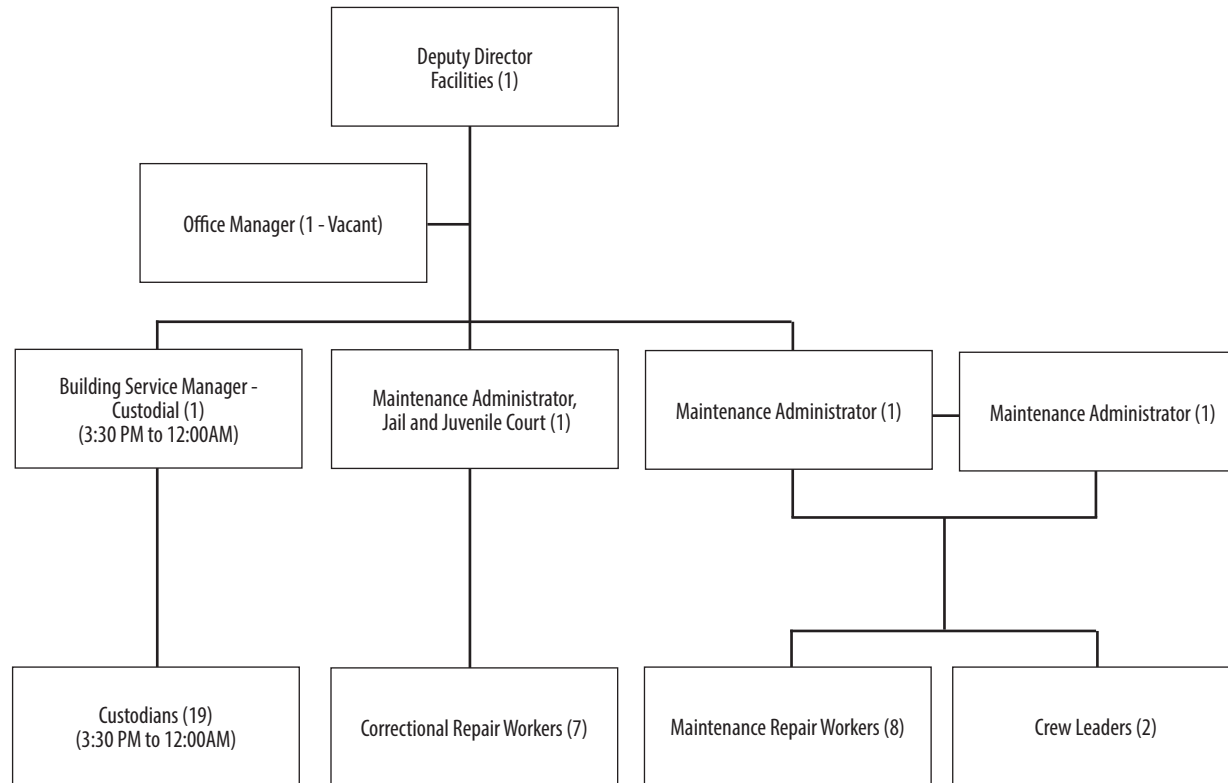 Deputy Director
Facilities (1)
Office Manager (1 - Vacant)
Building Service Manager -
Custodial (1)
(3:30 PM to 12:00AM)
Maintenance Administrator,
Jail and Juvenile Court (1)
Maintenance Administrator (1)
Maintenance Administrator (1)
Custodians (19)
(3:30 PM to 12:00AM)
Correctional Repair Workers (7)
Maintenance Repair Workers (8)
Crew Leaders (2)